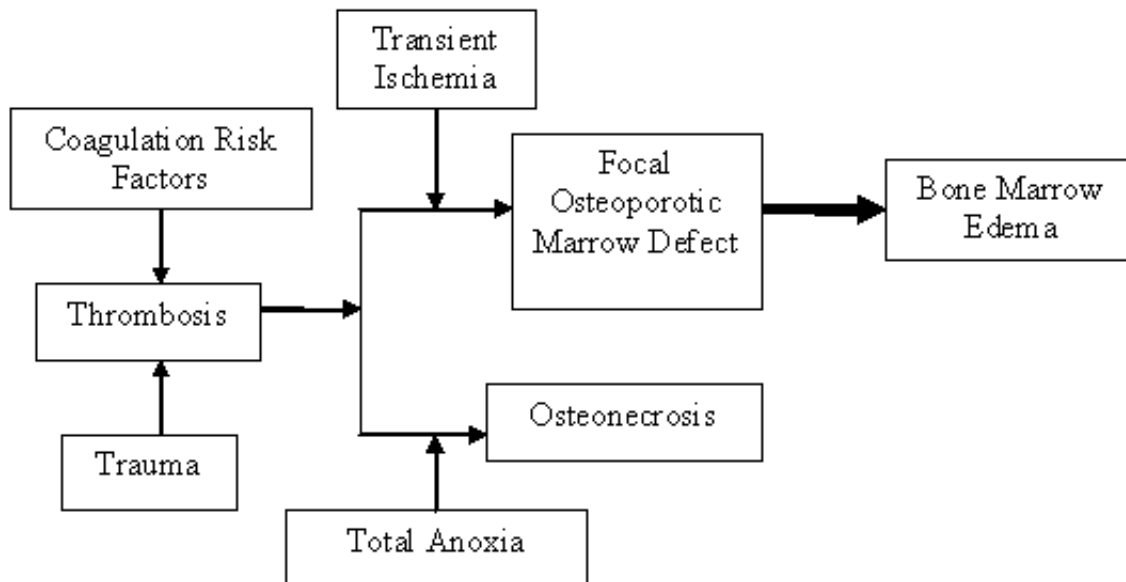 Transient
Ischemia
Coagulation Risk
Factors
Focal
Osteoporotic
Marrow Defect
Bone Marrow
Edema
Thrombosis
Osteonecrosis
Trauma
Total Anoxia